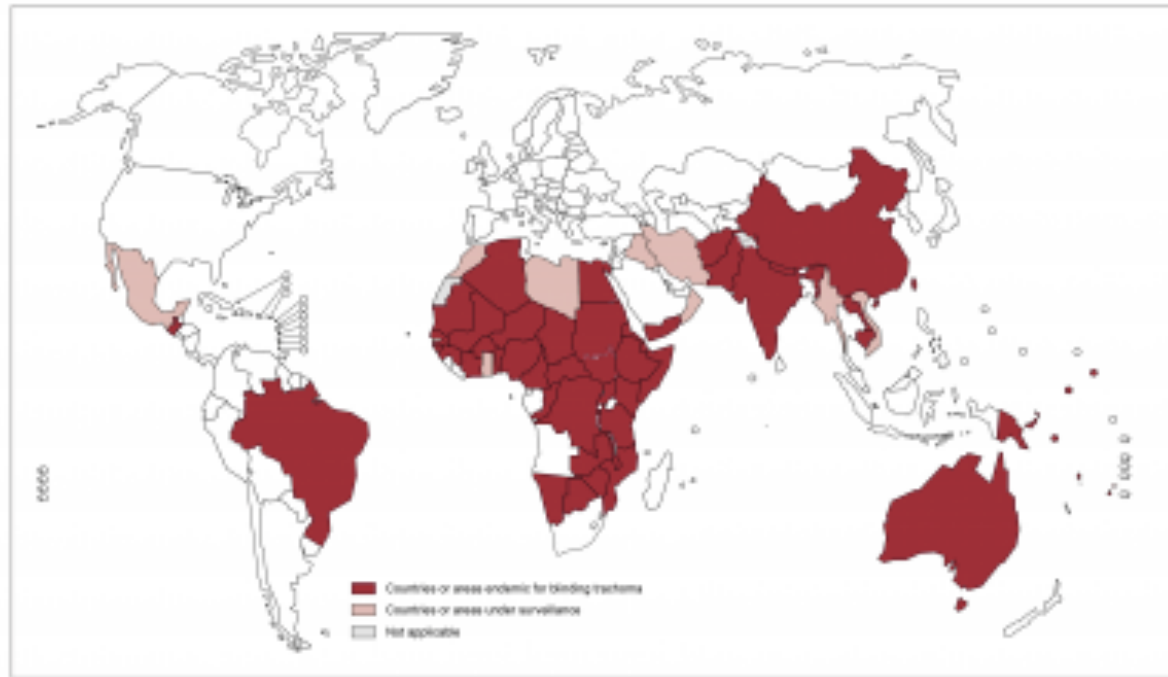 Countries or areas endemic for blinding trachoma
Countries or areas under surveillance
Not applicable